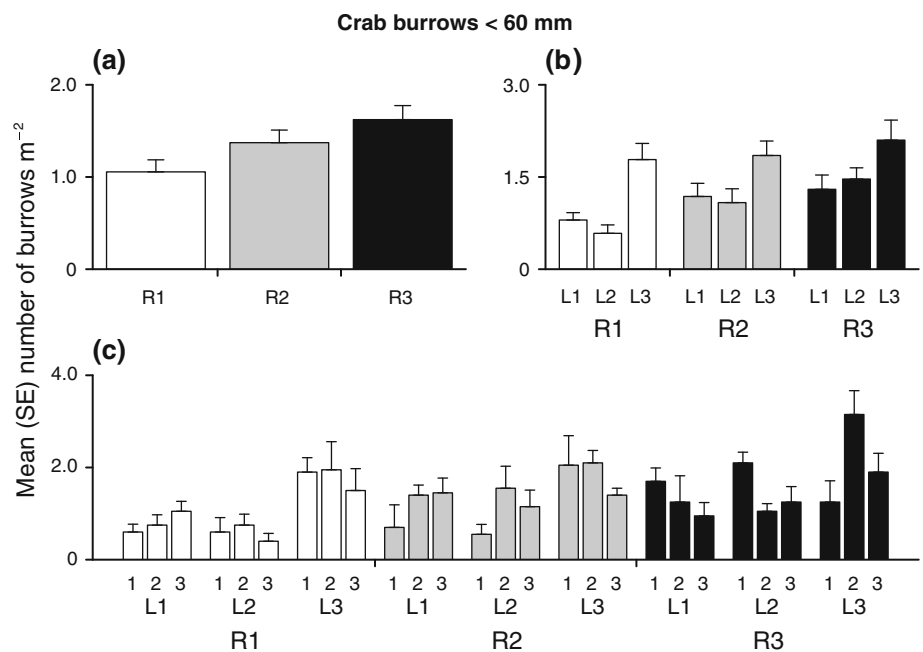 Crab burrows < 60 mm
(a)
2.0
1.0
0
R1 R2 R3
(b)
3.0
1.5
0
L1 L2 L3 L1 L2 L3 L1 L2 L3
R1 R2 R3
Mean (SE) number of burrows m⁻²
(c)
4.0
2.0
0
1 2 3 1 2 3 1 2 3 1 2 3 1 2 3 1 2 3 1 2 3 1 2 3 1 2 3
L1 L2 L3 L1 L2 L3 L1 L2 L3
R1 R2 R3